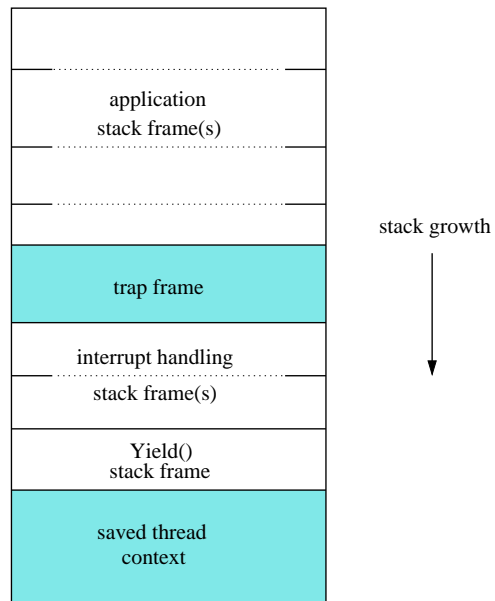 application
stack frame(s)
stack growth
trap frame
interrupt handling
stack frame(s)
Yield()
stack frame
saved thread
context